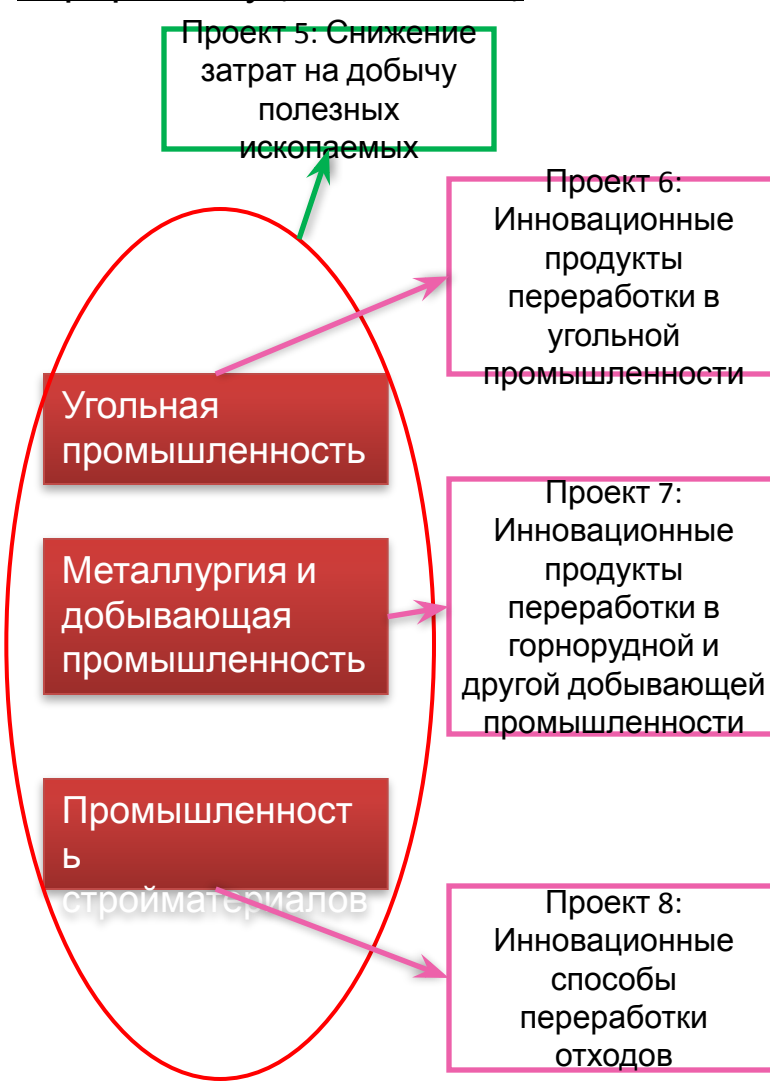 Проект 5: Снижение
затрат на добычу
полезных
ископаемых
Проект 6:
Инновационные
продукты
переработки в
угольной
промышленности
Угольная
промышленность
Проект 7:
Инновационные
продукты
переработки в
горнорудной и
другой добывающей
промышленности
Металлургия и
добывающая
промышленность
Промышленност
ь
стройматериалов
Проект 8:
Инновационные
способы
переработки
отходов